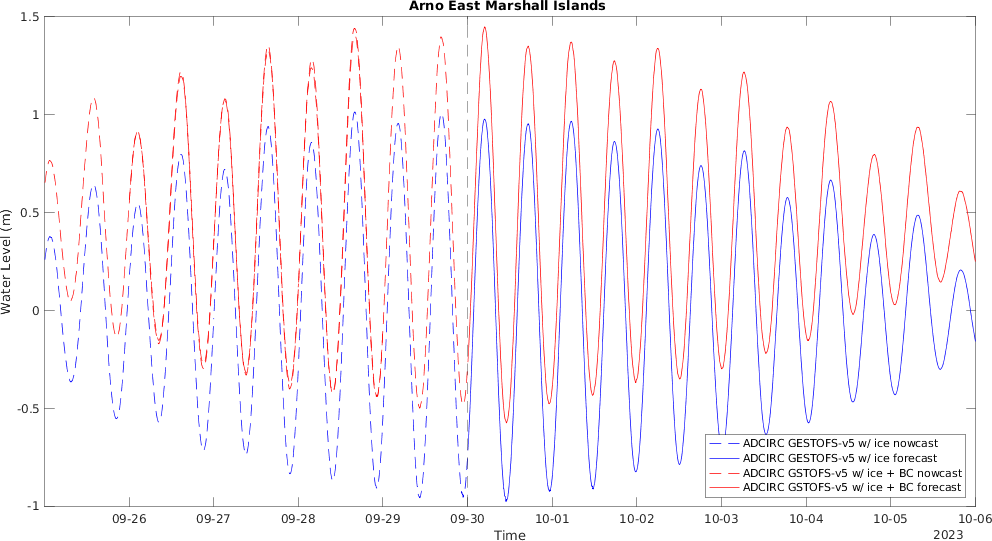 Arno East Marshall Islands
1.5
1
0.5
0
-0.5
-1
Water Level (m)
ADCIRC GESTOFS-v5 w/ ice nowcast
ADCIRC GESTOFS-v5 w/ ice forecast
ADCIRC GSTOFS-v5 w/ ice + BC nowcast
ADCIRC GSTOFS-v5 w/ ice + BC forecast
09-26 09-27 09-28 09-29 09-30 10-01 10-02 10-03 10-04 10-05 10-06
Time
2023